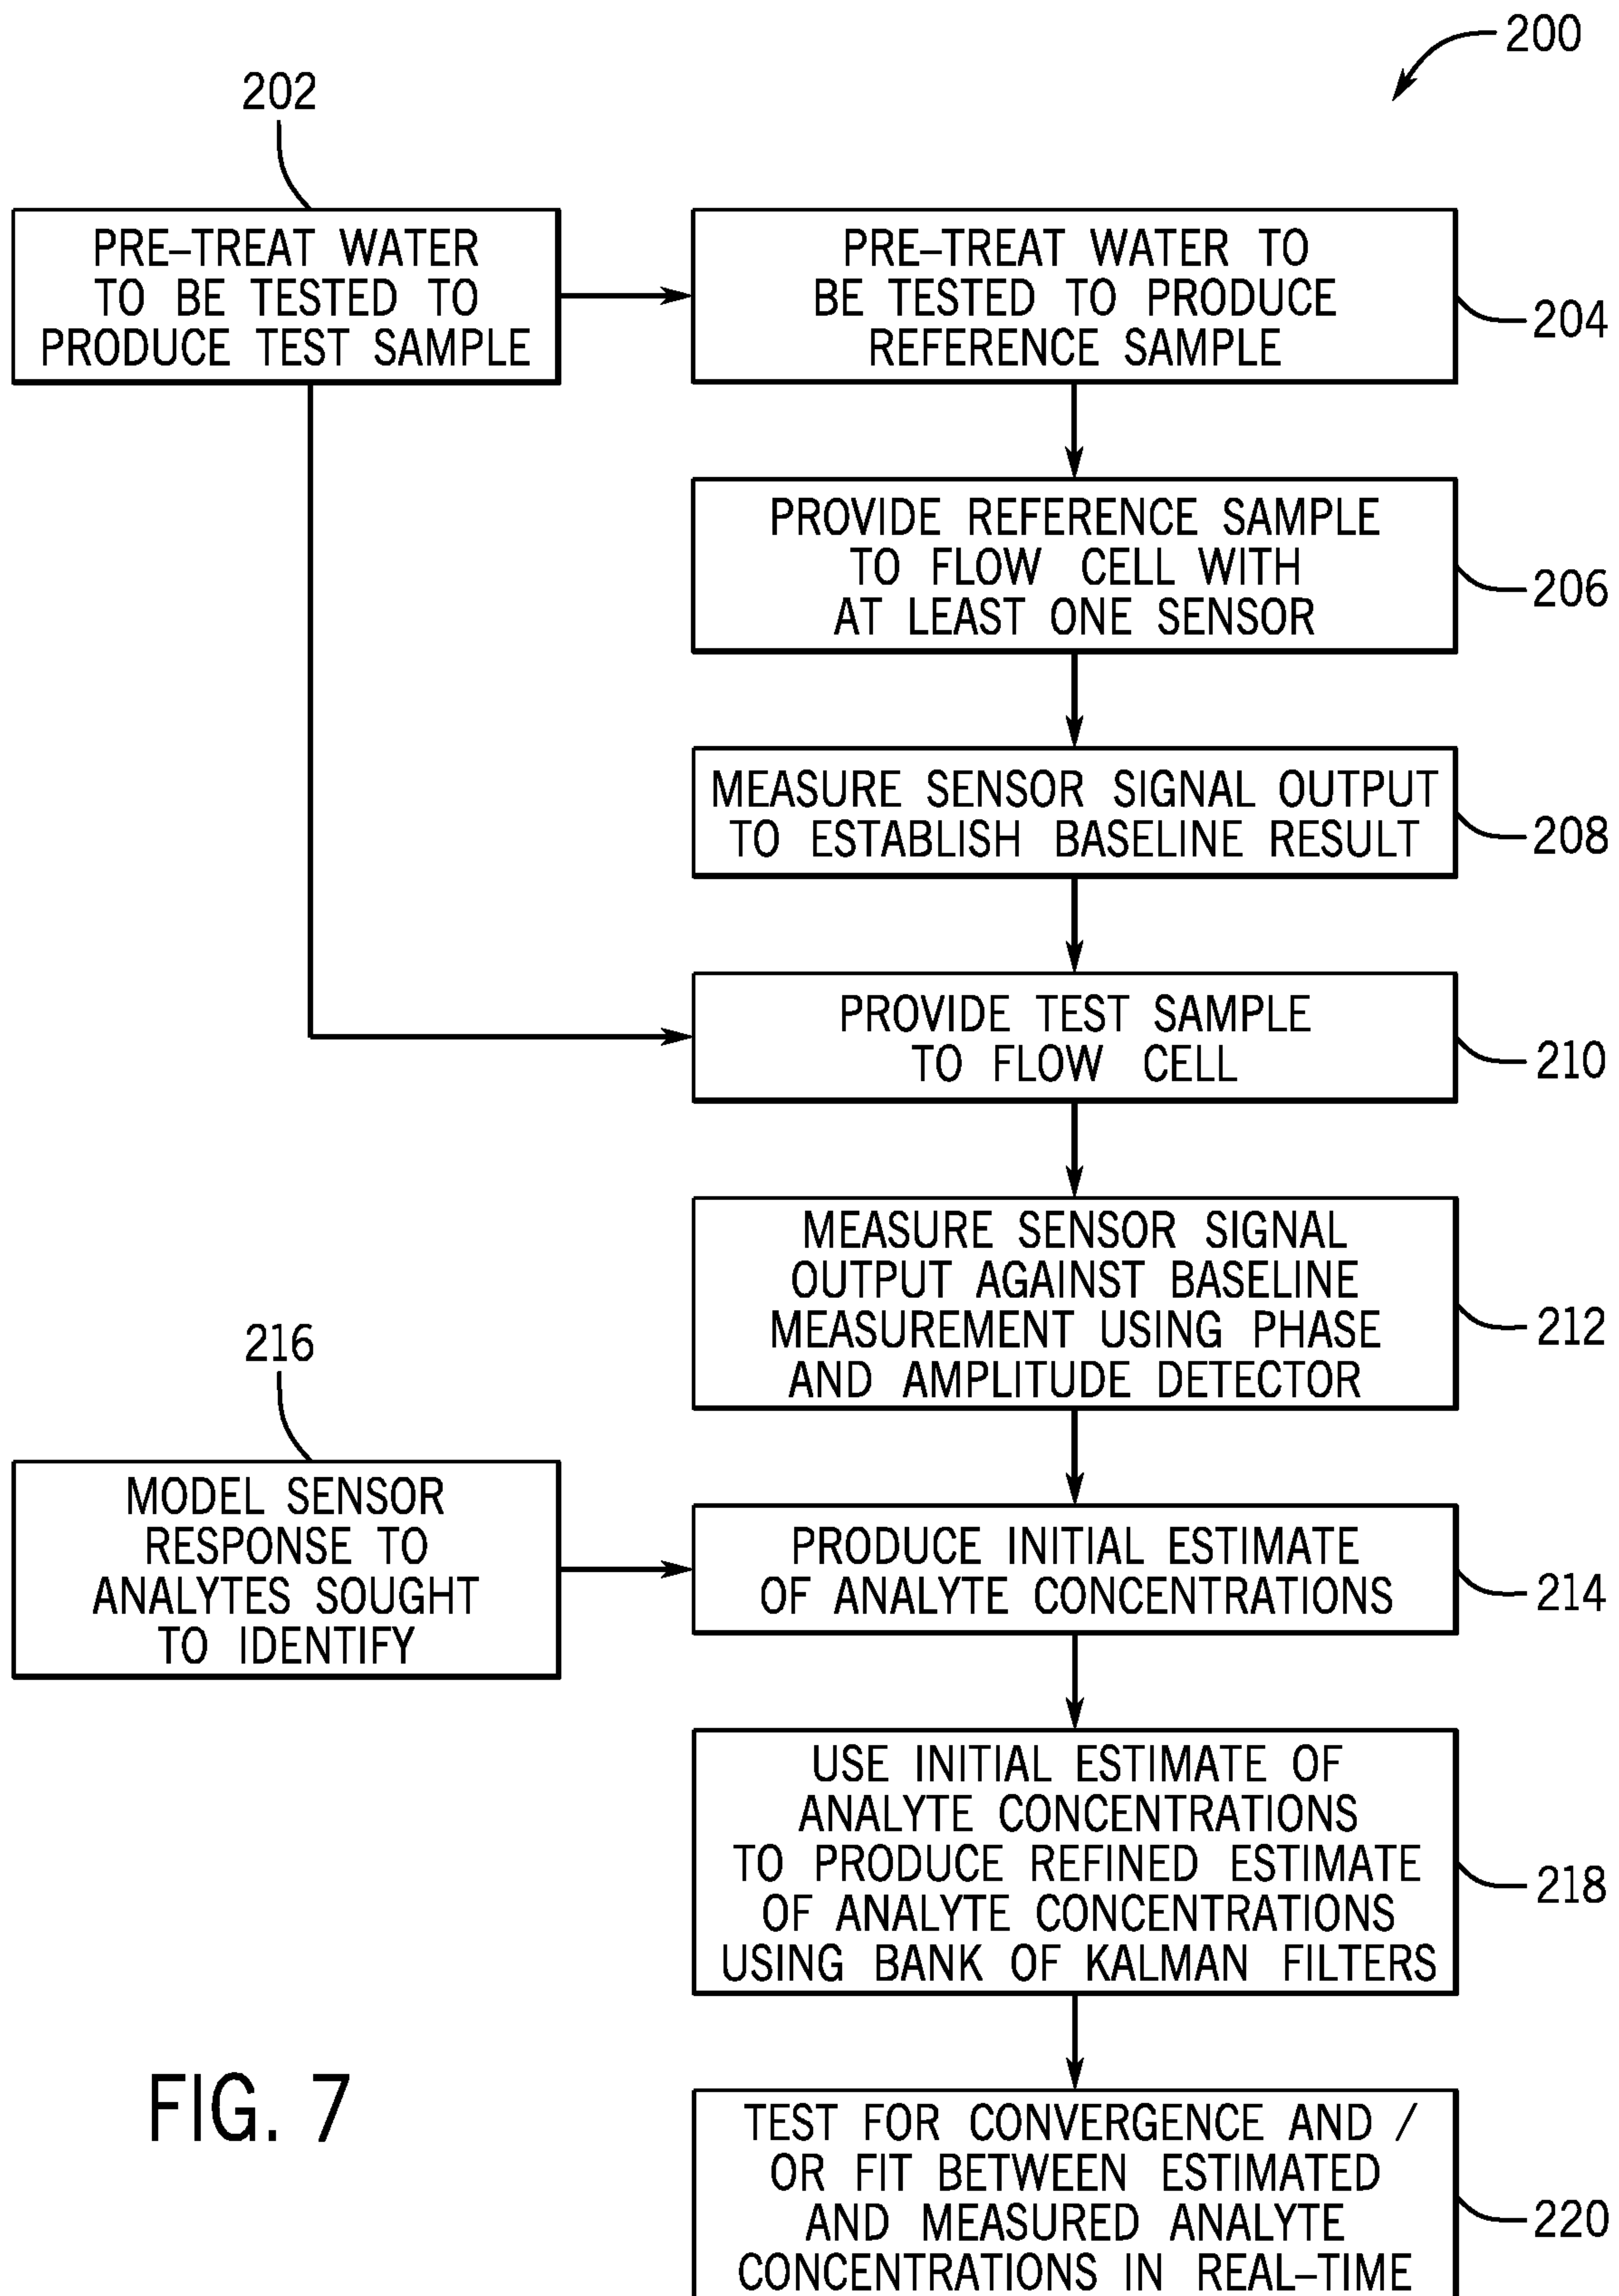 200
202
PRE–TREAT WATER
TO BE TESTED TO
PRODUCE TEST SAMPLE
PRE–TREAT WATER TO
BE TESTED TO PRODUCE
REFERENCE SAMPLE
204
PROVIDE REFERENCE SAMPLE
TO FLOW CELL WITH
AT LEAST ONE SENSOR
206
MEASURE SENSOR SIGNAL OUTPUT
TO ESTABLISH BASELINE RESULT
208
PROVIDE TEST SAMPLE
TO FLOW CELL
210
MEASURE SENSOR SIGNAL
OUTPUT AGAINST BASELINE
MEASUREMENT USING PHASE
AND AMPLITUDE DETECTOR
212
216
MODEL SENSOR
RESPONSE TO
ANALYTES SOUGHT
TO IDENTIFY
PRODUCE INITIAL ESTIMATE
OF ANALYTE CONCENTRATIONS
214
USE INITIAL ESTIMATE OF
ANALYTE CONCENTRATIONS
TO PRODUCE REFINED ESTIMATE
OF ANALYTE CONCENTRATIONS
USING BANK OF KALMAN FILTERS
218
TEST FOR CONVERGENCE AND /
OR FIT BETWEEN ESTIMATED
AND MEASURED ANALYTE
CONCENTRATIONS IN REAL–TIME
220
FIG. 7